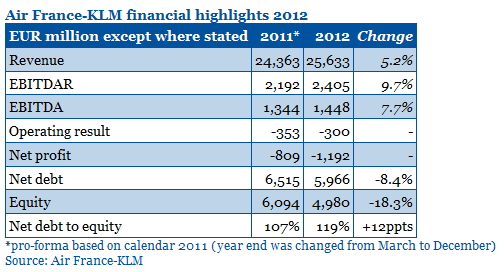 Air France-KLM financial highlights 2012
EUR million except where stated 2011* 2012 Change
Revenue 24,363 25,633 5.2%
EBITDAR 2,192 2,405 9.7%
EBITDA 1,344 1,448 7.7%
Operating result -353 -300 -
Net profit -809 -1,192 -
Net debt 6,515 5,966 -8.4%
Equity 6,094 4,980 -18.3%
Net debt to equity 107% 119% +12ppts
*pro-forma based on calendar 2011 (year end was changed from March to December)
Source: Air France-KLM